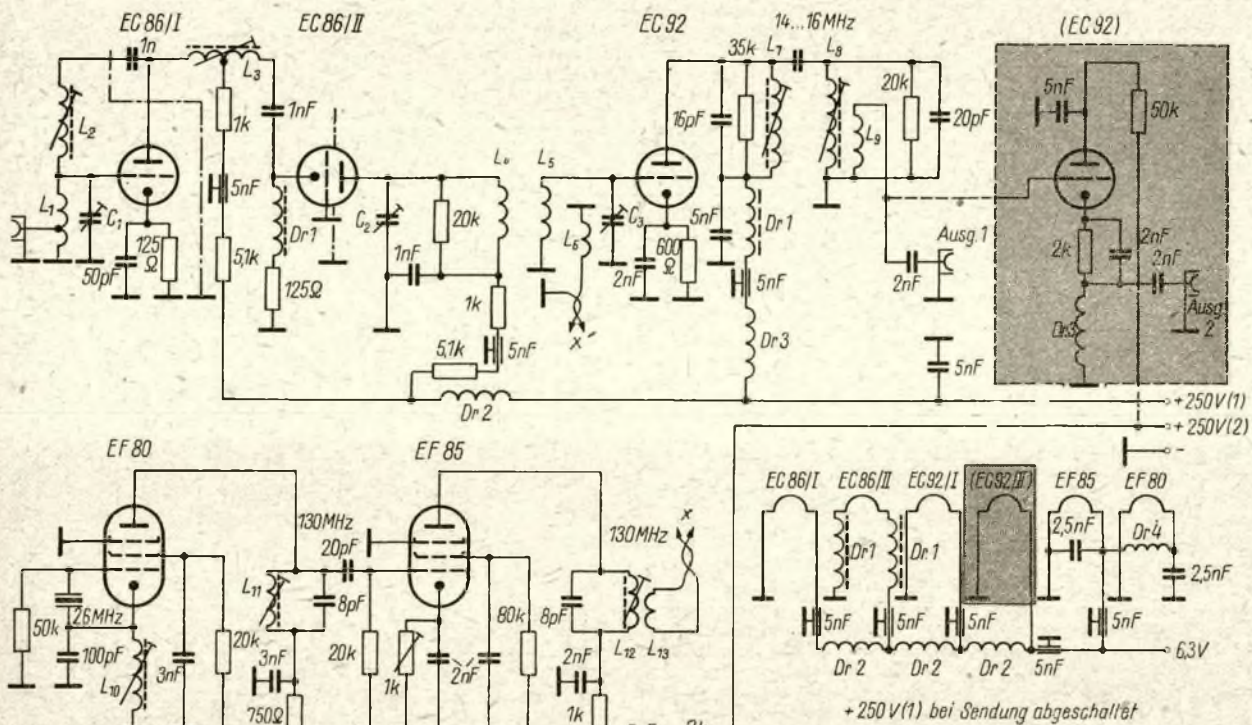 EC86/I
EC86/II
EC92
14...16MHz
(EC92)
1n
L₃
35k
L₇
L₈
5nF
1k
1nF
20k
50k
L₂
16pF
L₉
20pF
L₄
L₅
5nF
L₁
C₁
Dr1
C₂
20k
C₃
5nF
Dr1
L₆
Ausg.1
2k
2nF
2nF
50pF
125Ω
5,1k
1nF
2nF
600Ω
5nF
2nF
125Ω
1k
x'
Dr3
Ausg. 2
Dr3
5,1k
5nF
5nF
Dr2
+250V(1)
+250V(2)
-
EF80
EF85
EC86/I
EC86/II
EC92/I
(EC92/II)
EF85
EF80
130MHz
130MHz
x
20pF
2,5nF
Dr4
L₁₁
Dr1
Dr1
2,5nF
26MHz
8pF
80k
8pF
50k
20k
20k
L₁₂
L₁₃
5nF
5nF
5nF
5nF
100pF
3nF
3nF
1k
2nF
2nF
6,3V
L₁₀
Dr2
Dr2
Dr2
5nF
750Ω
1k
+250V(1) bei Sendung abgeschaltet